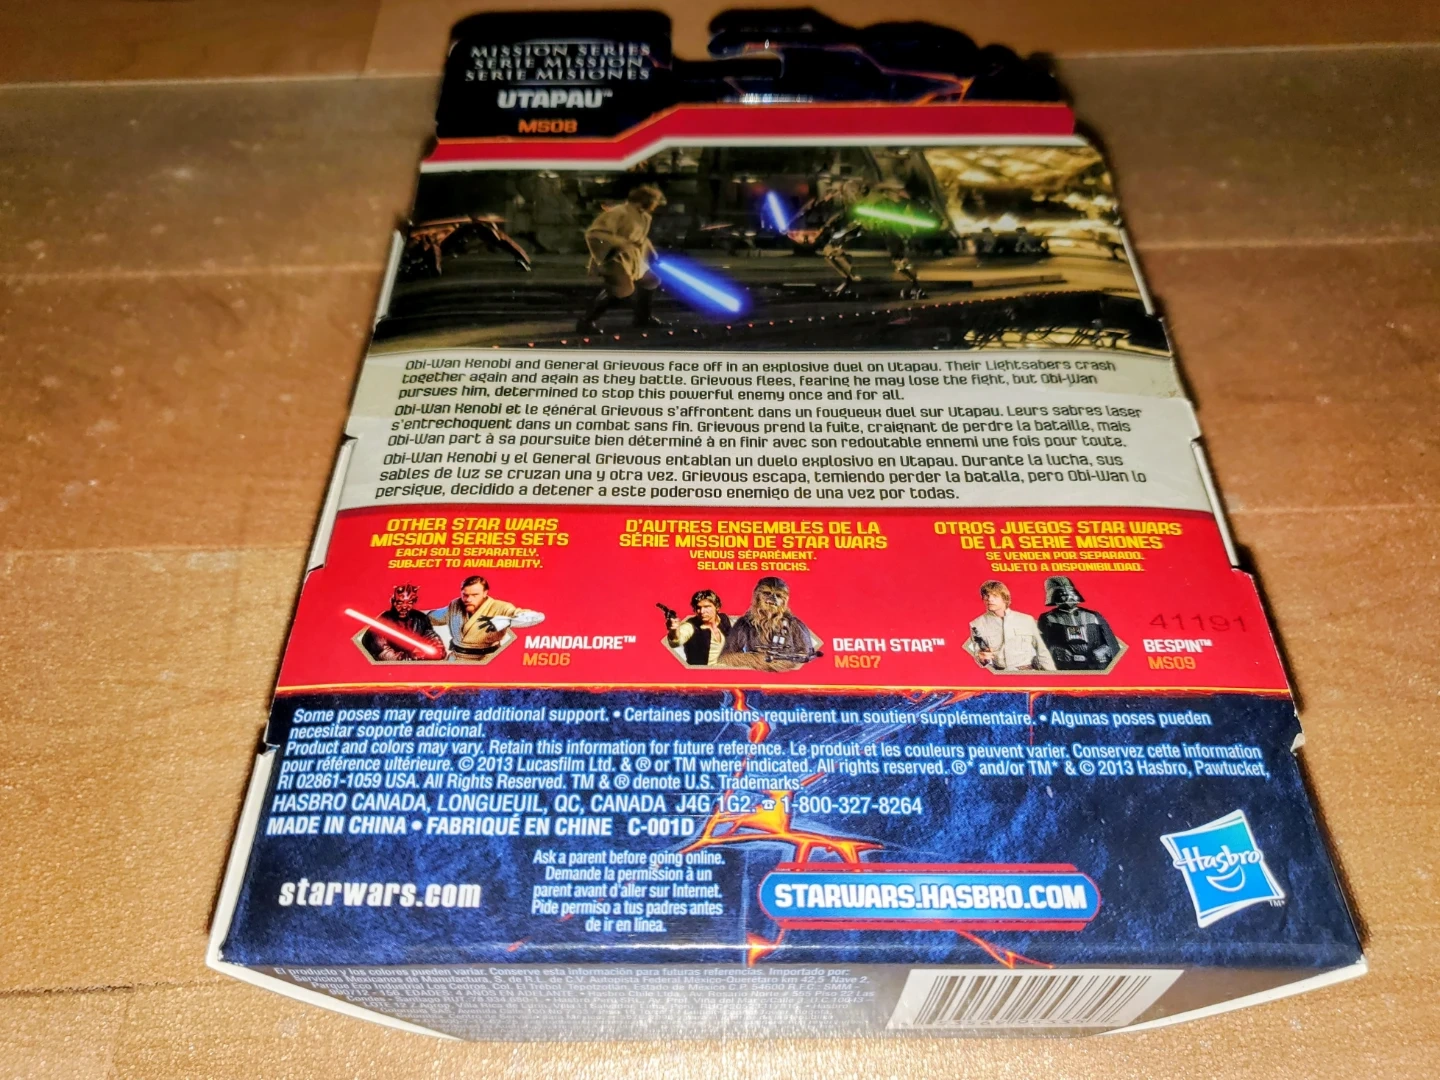 MISSION SERIES
SÉRIE MISSION
SERIE MISIONES
UTAPAU™
MS08
Obi-Wan Kenobi and General Grievous face off in an explosive duel on Utapau. Their Lightsabers crash
together again and again as they battle. Grievous flees, fearing he may lose the fight, but Obi-Wan
pursues him, determined to stop this powerful enemy once and for all.
Obi-Wan Kenobi et le général Grievous s'affrontent dans un fougueux duel sur Utapau. Leurs sabres laser
s'entrechoquent dans un combat sans fin. Grievous prend la fuite, craignant de perdre la bataille, mais
Obi-Wan part à sa poursuite bien déterminé à en finir avec son redoutable ennemi une fois pour toute.
Obi-Wan Kenobi y el General Grievous entablan un duelo explosivo en Utapau. Durante la lucha, sus
sables de luz se cruzan una y otra vez. Grievous escapa, temiendo perder la batalla, pero Obi-Wan lo
persigue, decidido a detener a este poderoso enemigo de una vez por todas.
OTHER STAR WARS
MISSION SERIES SETS
EACH SOLD SEPARATELY.
SUBJECT TO AVAILABILITY.
D'AUTRES ENSEMBLES DE LA
SÉRIE MISSION DE STAR WARS
VENDUS SÉPARÉMENT.
SELON LES STOCKS.
OTROS JUEGOS STAR WARS
DE LA SERIE MISIONES
SE VENDEN POR SEPARADO.
SUJETO A DISPONIBILIDAD.
MANDALORE™
MS06
DEATH STAR™
MS07
41191
BESPIN™
MS09
Some poses may require additional support. • Certaines positions requièrent un soutien supplémentaire. • Algunas poses pueden
necesitar soporte adicional.
Product and colors may vary. Retain this information for future reference. Le produit et les couleurs peuvent varier. Conservez cette information
pour référence ultérieure. © 2013 Lucasfilm Ltd. & ® or TM where indicated. All rights reserved. ®* and/or TM* & © 2013 Hasbro, Pawtucket,
RI 02861-1059 USA. All Rights Reserved. TM & ® denote U.S. Trademarks.
HASBRO CANADA, LONGUEUIL, QC, CANADA J4G 1G2. ☎ 1-800-327-8264
MADE IN CHINA • FABRIQUÉ EN CHINE C-001D
starwars.com
Ask a parent before going online.
Demande la permission à un
parent avant d'aller sur Internet.
Pide permiso a tus padres antes
de ir en línea.
STARWARS.HASBRO.COM
Hasbro
El producto y los colores pueden variar. Conserve esta información para futuras referencias. Importado por: